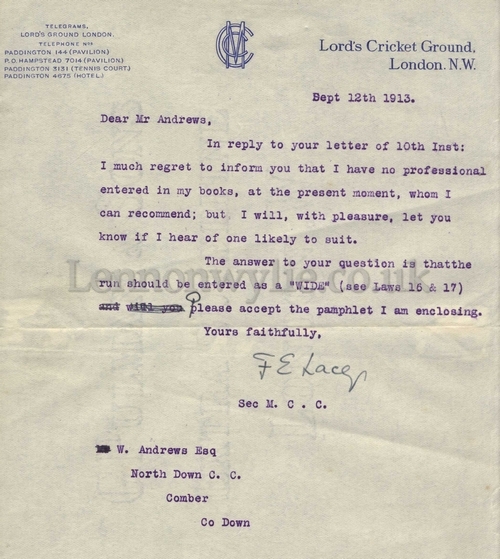 TELEGRAMS,
LORD'S GROUND LONDON.
TELEPHONE Nos
PADDINGTON 144 (PAVILION)
P.O. HAMPSTEAD 7014 (PAVILION)
PADDINGTON 3131 (TENNIS COURT)
PADDINGTON 4675 (HOTEL.)
MCC
Lord's Cricket Ground,
London. N.W.
Sept 12th 1913.
Dear Mr Andrews,
In reply to your letter of 10th Inst:
I much regret to inform you that I have no professional
entered in my books, at the present moment, whom I
can recommend; but I will, with pleasure, let you
know if I hear of one likely to suit.
The answer to your question is thatthe
Lennonwylie.co.uk
run should be entered as a "WIDE" (see Laws 16 & 17)
and will you Please accept the pamphlet I am enclosing.
Yours faithfully,
F E Lacey
Sec M. C . C.
W. Andrews Esq
North Down C. C.
Comber
Co Down